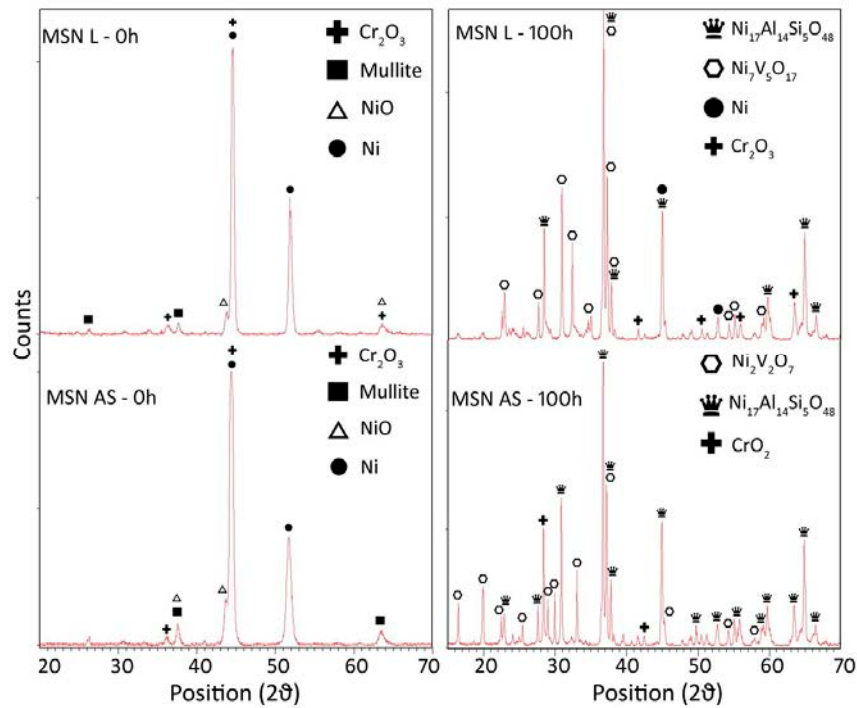 MSN L - 0h
Cr₂O₃
Mullite
NiO
Ni
MSN L - 100h
Ni₁₇Al₁₄Si₅O₄₈
Ni₇V₅O₁₇
Ni
Cr₂O₃
Counts
MSN AS - 0h
Cr₂O₃
Mullite
NiO
Ni
MSN AS - 100h
Ni₂V₂O₇
Ni₁₇Al₁₄Si₅O₄₈
CrO₂
20 30 40 50 60 70
Position (2ϑ)
20 30 40 50 60 70
Position (2ϑ)